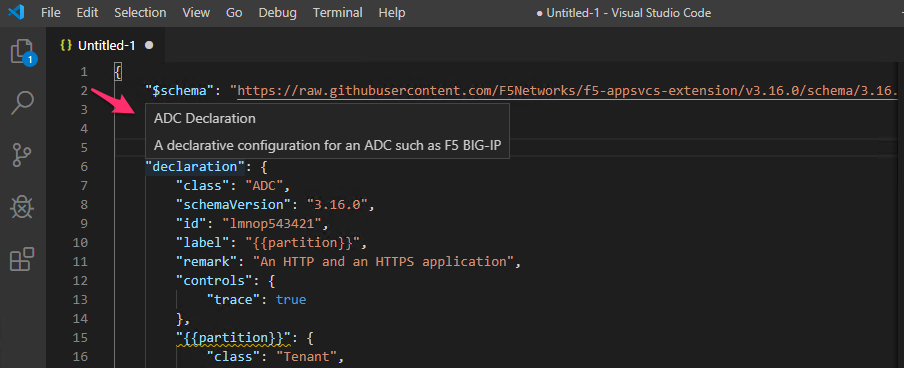 File Edit Selection View Go Debug Terminal Help ● Untitled-1 - Visual Studio Code
1
{} Untitled-1 ●
1 {
2 "$schema": "https://raw.githubusercontent.com/F5Networks/f5-appsvcs-extension/v3.16.0/schema/3.16.
3
ADC Declaration
4
A declarative configuration for an ADC such as F5 BIG-IP
5
6 "declaration": {
7 "class": "ADC",
8 "schemaVersion": "3.16.0",
9 "id": "lmnop543421",
10 "label": "{{partition}}",
11 "remark": "An HTTP and an HTTPS application",
12 "controls": {
13 "trace": true
14 },
15 "{{partition}}": {
16 "class": "Tenant",